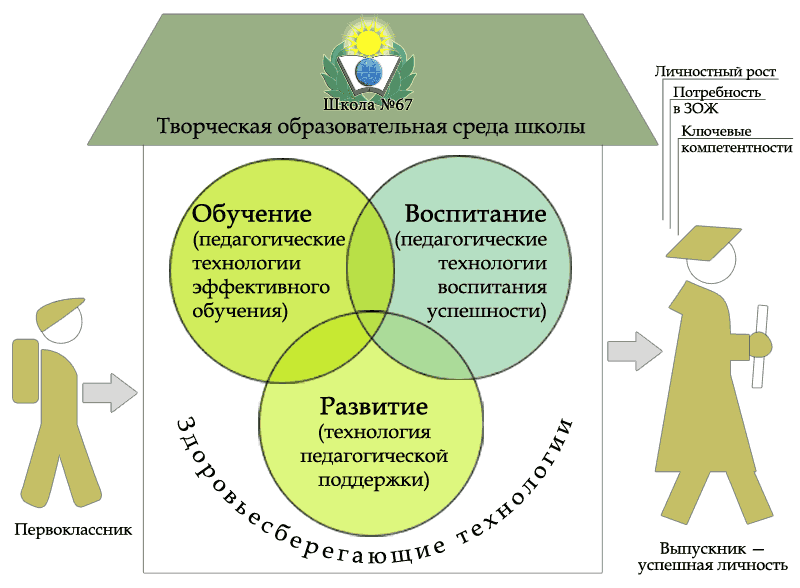 Школа №67
Творческая образовательная среда школы
Личностный рост
Потребность
в ЗОЖ
Ключевые
компетентности
Обучение
(педагогические
технологии
эффективного
обучения)
Воспитание
(педагогические
технологии
воспитания
успешности)
Развитие
(технология
педагогической
поддержки)
Здоровьесберегающие технологии
Первоклассник
Выпускник —
успешная личность